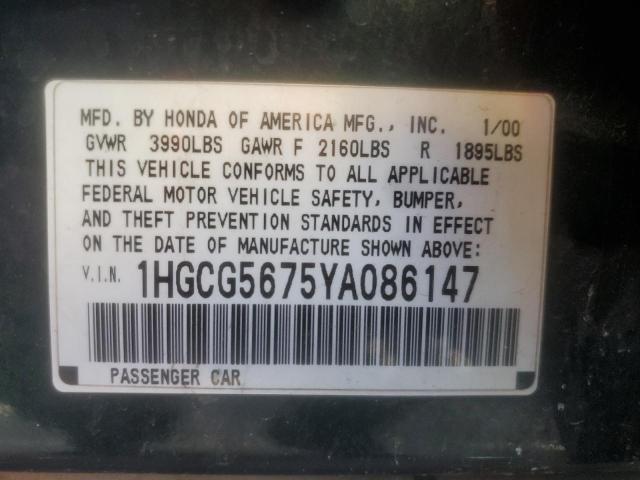 MFD. BY HONDA OF AMERICA MFG., INC. 1/00
GVWR 3990LBS GAWR F 2160LBS R 1895LBS
THIS VEHICLE CONFORMS TO ALL APPLICABLE
FEDERAL MOTOR VEHICLE SAFETY, BUMPER,
AND THEFT PREVENTION STANDARDS IN EFFECT
ON THE DATE OF MANUFACTURE SHOWN ABOVE:
V.I.N. 1HGCG5675YA086147
PASSENGER CAR